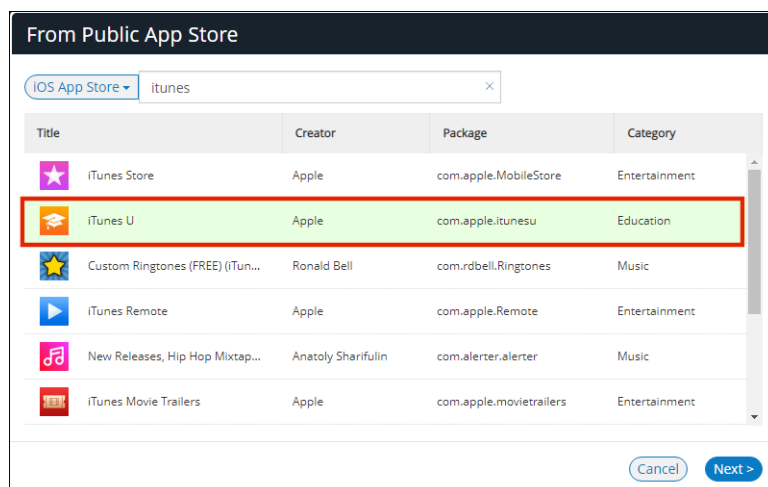 From Public App Store
iOS App Store itunes ×
Title Creator Package Category
iTunes Store Apple com.apple.MobileStore Entertainment
iTunes U Apple com.apple.itunesu Education
Custom Ringtones (FREE) (iTun... Ronald Bell com.rdbell.Ringtones Music
iTunes Remote Apple com.apple.Remote Entertainment
New Releases, Hip Hop Mixtap... Anatoly Sharifulin com.alerter.alerter Music
iTunes Movie Trailers Apple com.apple.movietrailers Entertainment
Cancel Next >